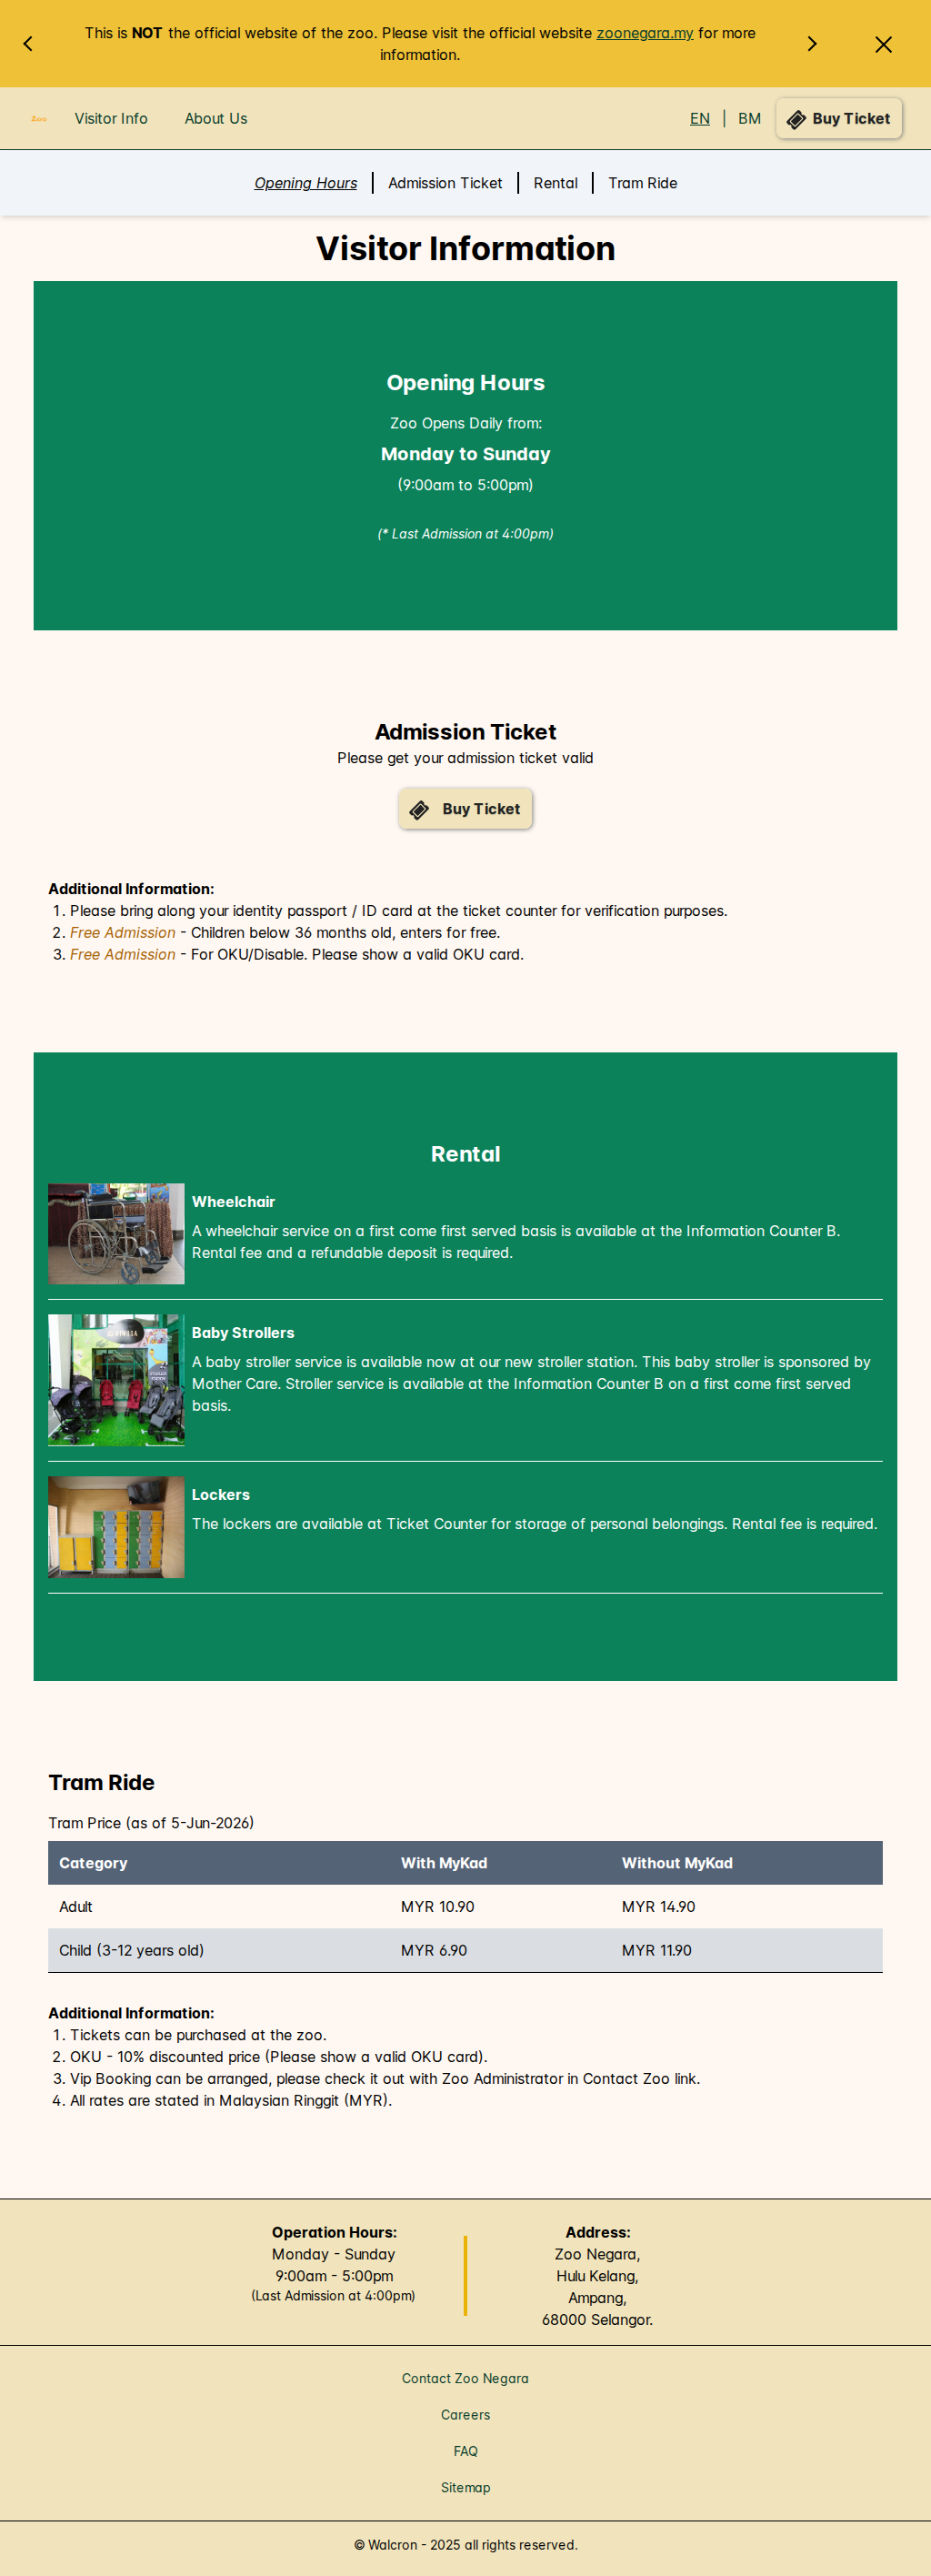 This is NOT the official website of the zoo. Please visit the official website zoonegara.my for more
information.
Zoo
Visitor Info
About Us
EN | BM
Buy Ticket
Opening Hours
Admission Ticket
Rental
Tram Ride
Visitor Information
Opening Hours
Zoo Opens Daily from:
Monday to Sunday
(9:00am to 5:00pm)
(* Last Admission at 4:00pm)
Admission Ticket
Please get your admission ticket valid
Buy Ticket
Additional Information:
1. Please bring along your identity passport / ID card at the ticket counter for verification purposes.
2. Free Admission - Children below 36 months old, enters for free.
3. Free Admission - For OKU/Disable. Please show a valid OKU card.
Rental
Wheelchair
A wheelchair service on a first come first served basis is available at the Information Counter B.
Rental fee and a refundable deposit is required.
Baby Strollers
A baby stroller service is available now at our new stroller station. This baby stroller is sponsored by
Mother Care. Stroller service is available at the Information Counter B on a first come first served
basis.
Lockers
The lockers are available at Ticket Counter for storage of personal belongings. Rental fee is required.
Tram Ride
Tram Price (as of 5-Jun-2026)
Category With MyKad Without MyKad
Adult MYR 10.90 MYR 14.90
Child (3-12 years old) MYR 6.90 MYR 11.90
Additional Information:
1. Tickets can be purchased at the zoo.
2. OKU - 10% discounted price (Please show a valid OKU card).
3. Vip Booking can be arranged, please check it out with Zoo Administrator in Contact Zoo link.
4. All rates are stated in Malaysian Ringgit (MYR).
Operation Hours:
Monday - Sunday
9:00am - 5:00pm
(Last Admission at 4:00pm)
Address:
Zoo Negara,
Hulu Kelang,
Ampang,
68000 Selangor.
Contact Zoo Negara
Careers
FAQ
Sitemap
© Walcron - 2025 all rights reserved.